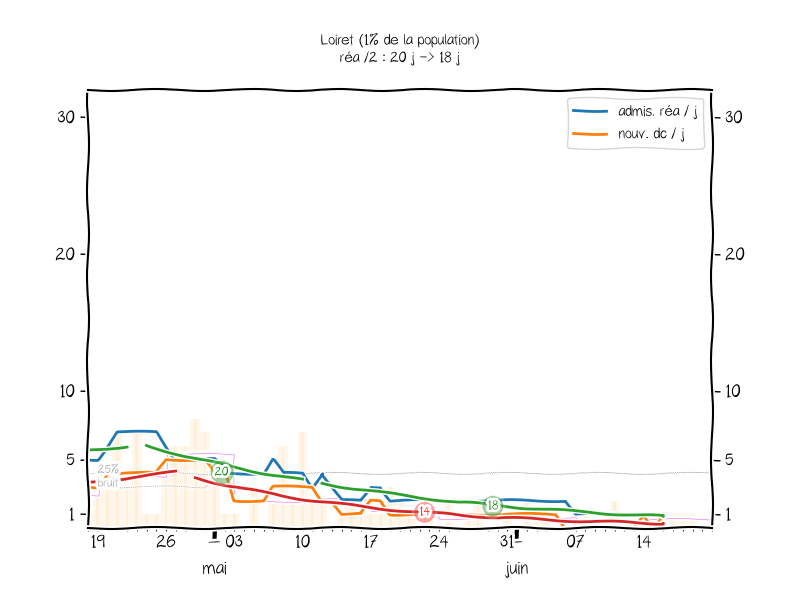 Loiret (1% de la population)
réa /2 : 20 j -> 18 j
admis. réa / j
nouv. dc / j
30
30
20
20
10
10
5
5
1
1
25%
bruit
20
14
18
19 26 03 10 17 24 31 07 14
mai juin